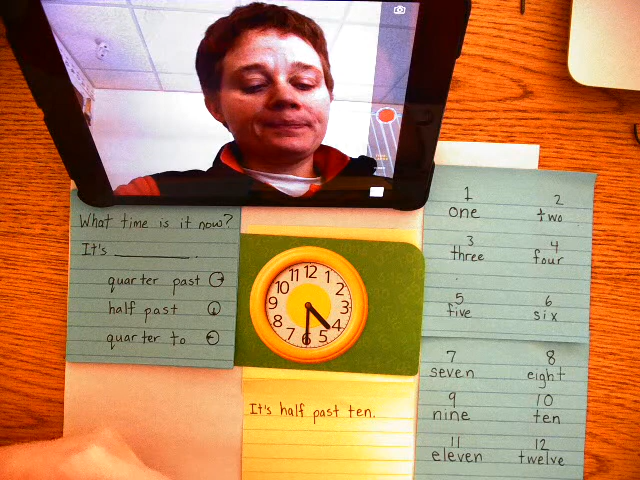 What time is it now?
It's ________.
quarter past
half past
quarter to
12
1
2
3
4
5
6
7
8
9
10
11
It's half past ten.
1 2
one two
3 4
three four
5 6
five six
7 8
seven eight
9 10
nine ten
11 12
eleven twelve